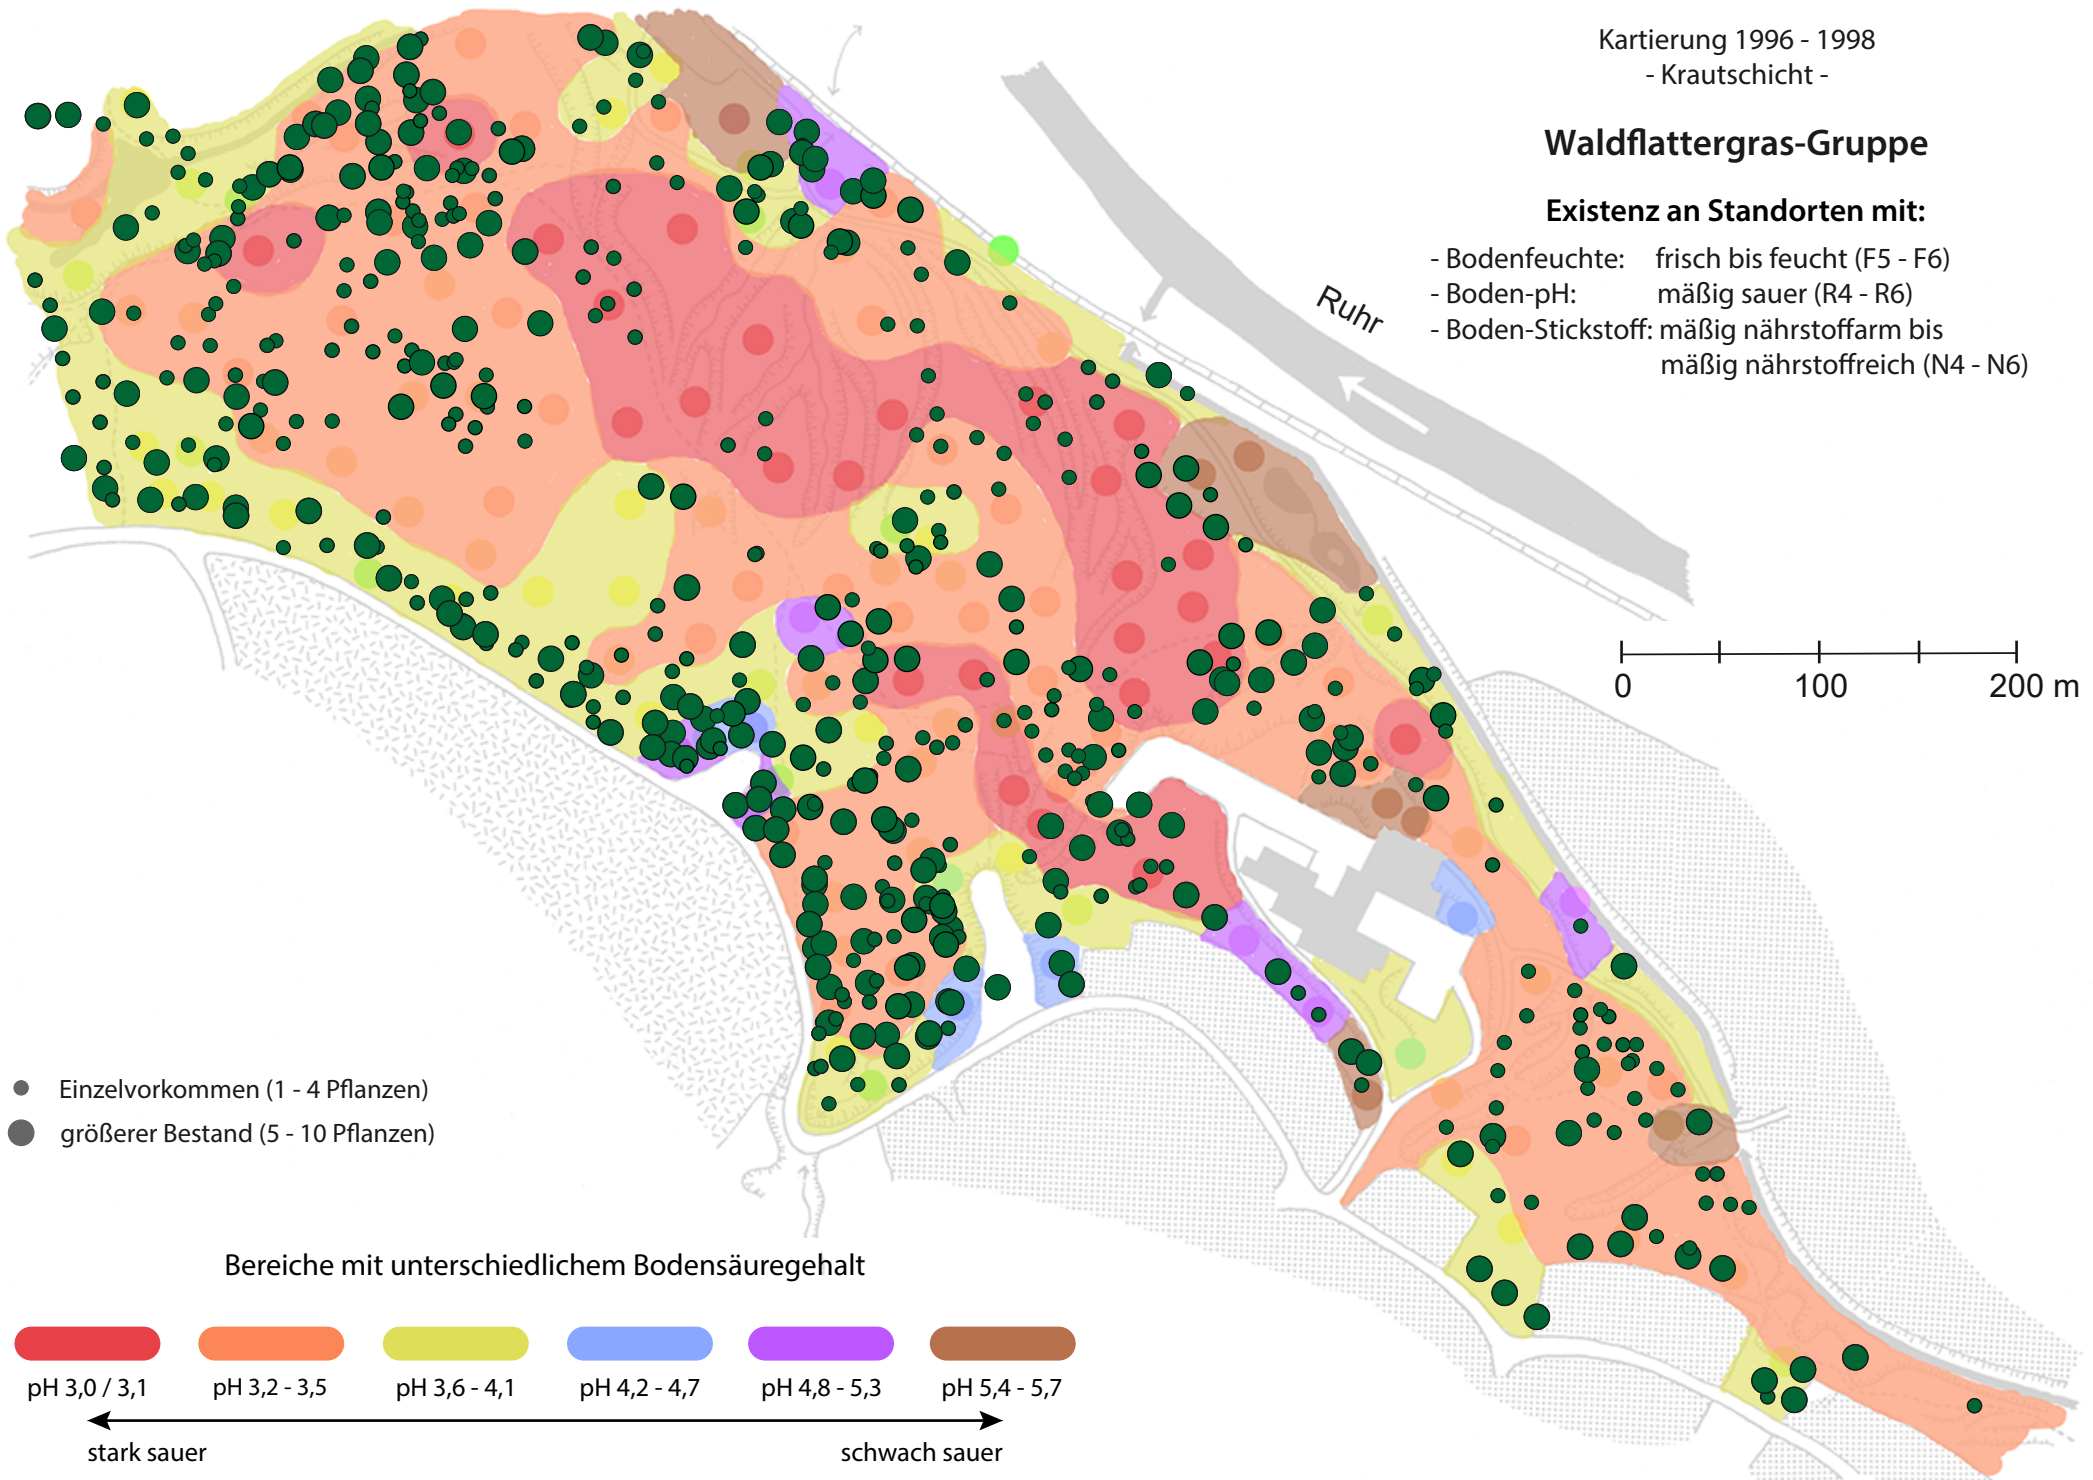 Kartierung 1996 - 1998
- Krautschicht -
Waldflattergras-Gruppe
Existenz an Standorten mit:
- Bodenfeuchte: frisch bis feucht (F5 - F6)
- Boden-pH: mäßig sauer (R4 - R6)
- Boden-Stickstoff: mäßig nährstoffarm bis
mäßig nährstoffreich (N4 - N6)
Ruhr
0 100 200 m
Einzelvorkommen (1 - 4 Pflanzen)
größerer Bestand (5 - 10 Pflanzen)
Bereiche mit unterschiedlichem Bodensäuregehalt
pH 3,0 / 3,1 pH 3,2 - 3,5 pH 3,6 - 4,1 pH 4,2 - 4,7 pH 4,8 - 5,3 pH 5,4 - 5,7
stark sauer schwach sauer